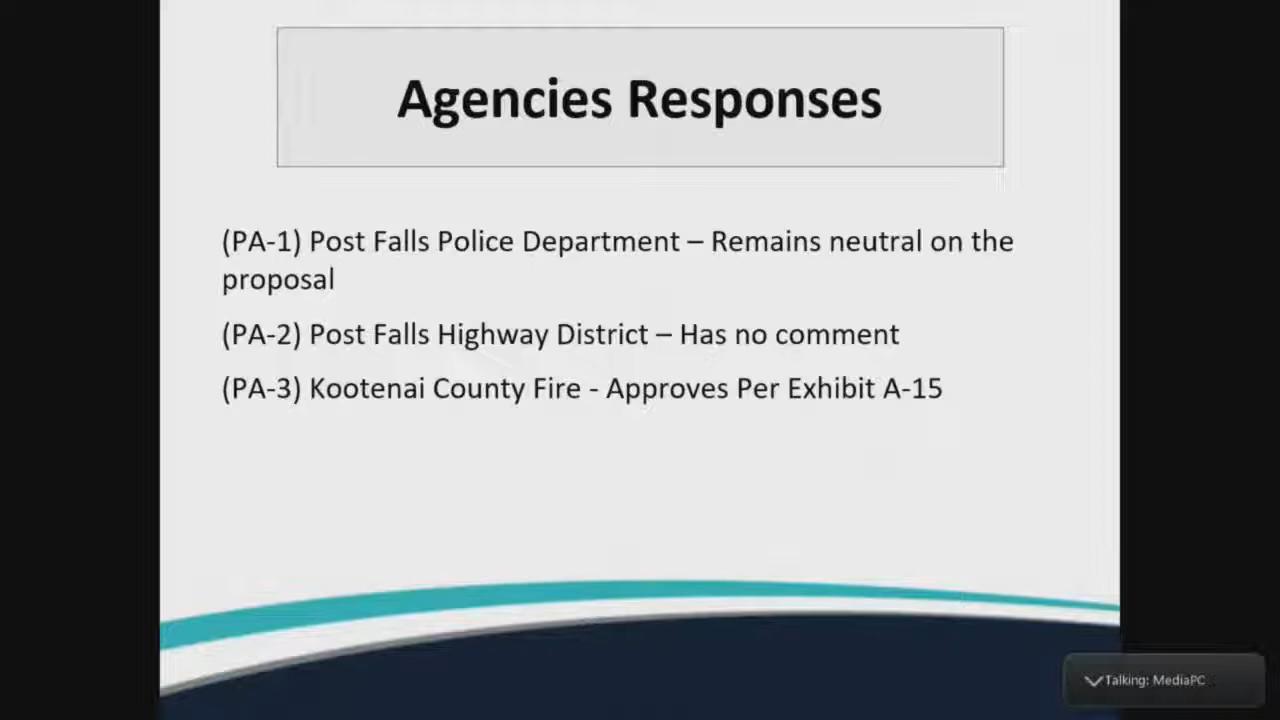 Agencies Responses
(PA-1) Post Falls Police Department – Remains neutral on the
proposal
(PA-2) Post Falls Highway District – Has no comment
(PA-3) Kootenai County Fire - Approves Per Exhibit A-15
Talking: MediaPC